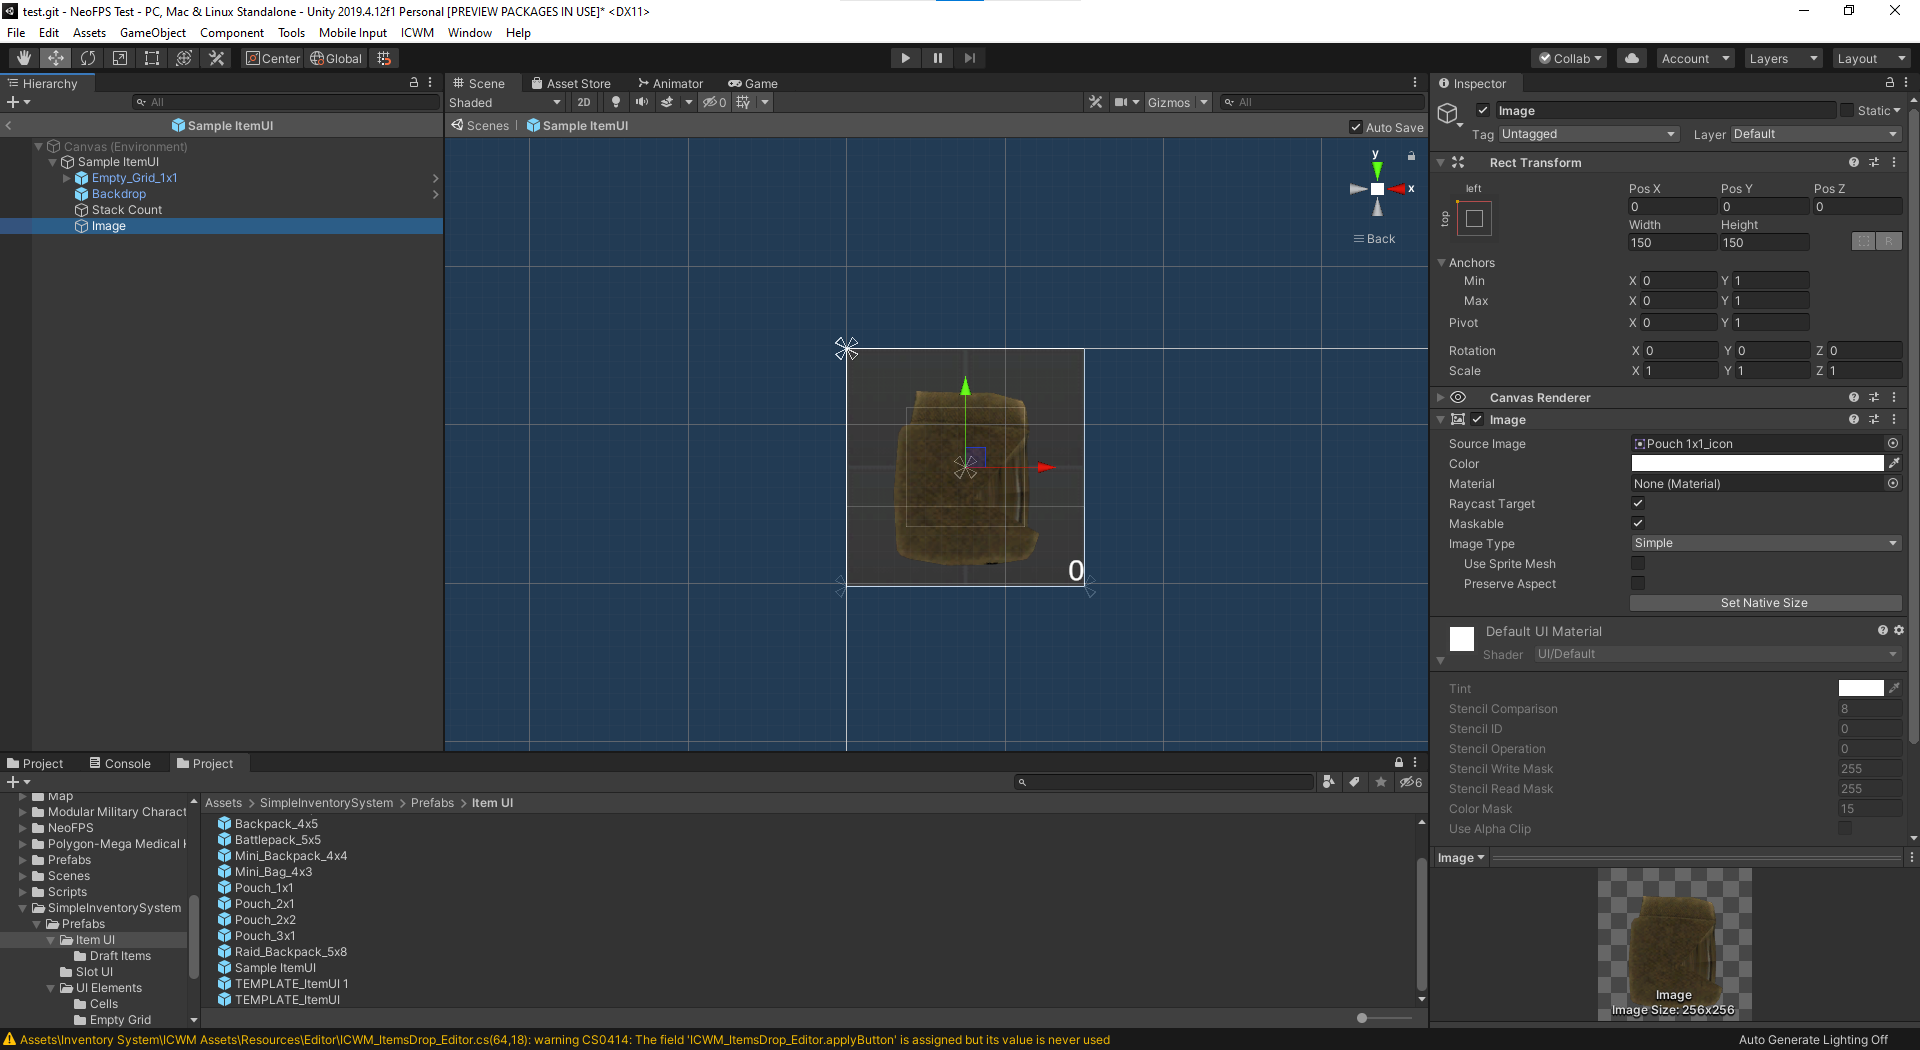 test.git - NeoFPS Test - PC, Mac & Linux Standalone - Unity 2019.4.12f1 Personal [PREVIEW PACKAGES IN USE]* <DX11>
File Edit Assets GameObject Component Tools Mobile Input ICWM Window Help
Center Global Collab Account Layers Layout
Hierarchy
All
Sample ItemUI
Canvas (Environment)
Sample ItemUI
Empty_Grid_1x1
Backdrop
Stack Count
Image
Scene Asset Store Animator Game
Shaded 2D 0 Gizmos All
Scenes Sample ItemUI Auto Save
y
x
Back
0
Inspector
Image Static
Tag Untagged Layer Default
Rect Transform
left
top
Pos X Pos Y Pos Z
0 0 0
Width Height
150 150
R
Anchors
Min X 0 Y 1
Max X 0 Y 1
Pivot X 0 Y 1
Rotation X 0 Y 0 Z 0
Scale X 1 Y 1 Z 1
Canvas Renderer
Image
Source Image Pouch 1x1_icon
Color
Material None (Material)
Raycast Target
Maskable
Image Type Simple
Use Sprite Mesh
Preserve Aspect
Set Native Size
Default UI Material
Shader UI/Default
Tint
Stencil Comparison 8
Stencil ID 0
Stencil Operation 0
Stencil Write Mask 255
Stencil Read Mask 255
Color Mask 15
Use Alpha Clip
Image
Image
Image Size: 256x256
Project Console Project
6
Map
Modular Military Charact
NeoFPS
Polygon-Mega Medical
Prefabs
Scenes
Scripts
SimpleInventorySystem
Prefabs
Item UI
Draft Items
Slot UI
UI Elements
Cells
Empty Grid
Assets > SimpleInventorySystem > Prefabs > Item UI
Backpack_4x5
Battlepack_5x5
Mini_Backpack_4x4
Mini_Bag_4x3
Pouch_1x1
Pouch_2x1
Pouch_2x2
Pouch_3x1
Raid_Backpack_5x8
Sample ItemUI
TEMPLATE_ItemUI 1
TEMPLATE_ItemUI
Assets\Inventory System\ICWM Assets\Resources\Editor\ICWM_ItemsDrop_Editor.cs(64,18): warning CS0414: The field 'ICWM_ItemsDrop_Editor.applyButton' is assigned but its value is never used
Auto Generate Lighting Off